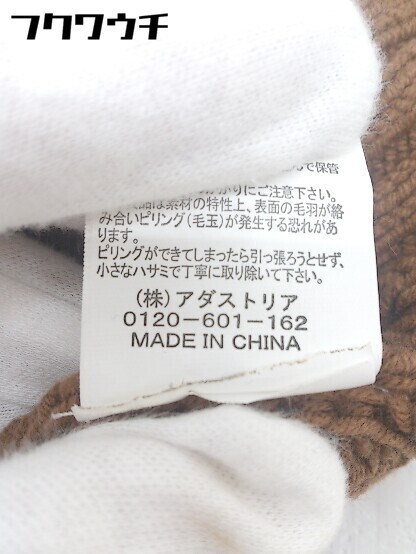 フクワウチ
で保管
にご注意下さい。
は素材の特性上、表面の毛羽が絡
み合いピリング(毛玉)が発生する恐れがあ
ります。
ピリングができてしまったら引っ張ろうとせず、
小さなハサミで丁寧に取り除いて下さい。
(株)アダストリア
0120-601-162
MADE IN CHINA